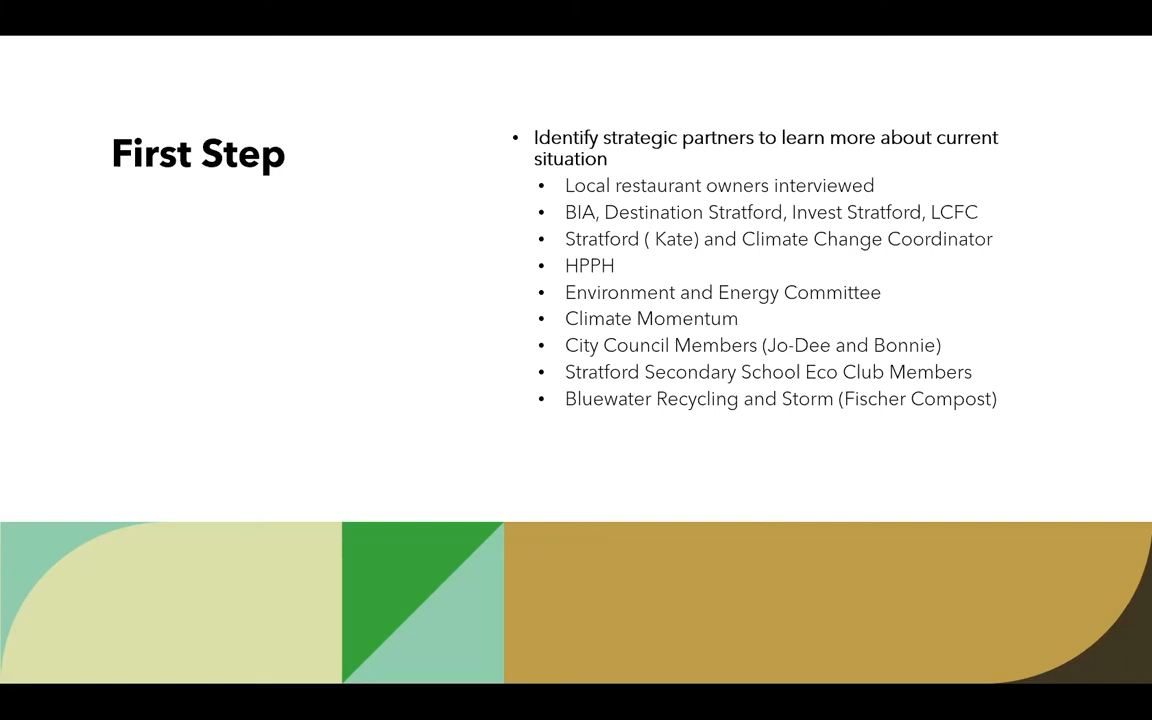 First Step
• Identify strategic partners to learn more about current
situation
• Local restaurant owners interviewed
• BIA, Destination Stratford, Invest Stratford, LCFC
• Stratford ( Kate) and Climate Change Coordinator
• HPPH
• Environment and Energy Committee
• Climate Momentum
• City Council Members (Jo-Dee and Bonnie)
• Stratford Secondary School Eco Club Members
• Bluewater Recycling and Storm (Fischer Compost)